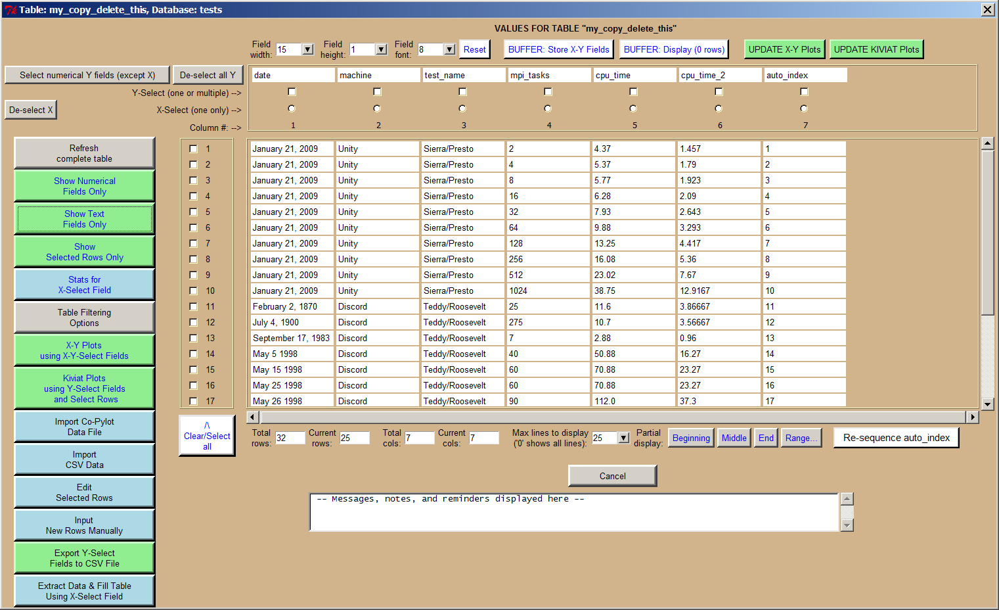 Table: my_copy_delete_this, Database: tests
VALUES FOR TABLE "my_copy_delete_this"
Field width: 15 Field height: 1 Field font: 8 Reset BUFFER: Store X-Y Fields BUFFER: Display (0 rows) UPDATE X-Y Plots UPDATE KIVIAT Plots
Select numerical Y fields (except X) De-select all Y date machine test_name mpi_tasks cpu_time cpu_time_2 auto_index
Y-Select (one or multiple) -->
De-select X X-Select (one only) -->
Column #: --> 1 2 3 4 5 6 7
Refresh
complete table
Show Numerical
Fields Only
Show Text
Fields Only
Show
Selected Rows Only
Stats for
X-Select Field
Table Filtering
Options
X-Y Plots
using X-Y-Select Fields
Kiviat Plots
using Y-Select Fields
and Select Rows
Import Co-Pylot
Data File
Import
CSV Data
Edit
Selected Rows
Input
New Rows Manually
Export Y-Select
Fields to CSV File
Extract Data & Fill Table
Using X-Select Field
1 January 21, 2009 Unity Sierra/Presto 2 4.37 1.457 1
2 January 21, 2009 Unity Sierra/Presto 4 5.37 1.79 2
3 January 21, 2009 Unity Sierra/Presto 8 5.77 1.923 3
4 January 21, 2009 Unity Sierra/Presto 16 6.28 2.09 4
5 January 21, 2009 Unity Sierra/Presto 32 7.93 2.643 5
6 January 21, 2009 Unity Sierra/Presto 64 9.88 3.293 6
7 January 21, 2009 Unity Sierra/Presto 128 13.25 4.417 7
8 January 21, 2009 Unity Sierra/Presto 256 16.08 5.36 8
9 January 21, 2009 Unity Sierra/Presto 512 23.02 7.67 9
10 January 21, 2009 Unity Sierra/Presto 1024 38.75 12.9167 10
11 February 2, 1870 Discord Teddy/Roosevelt 25 11.6 3.86667 11
12 July 4, 1900 Discord Teddy/Roosevelt 275 10.7 3.56667 12
13 September 17, 1983 Discord Teddy/Roosevelt 7 2.88 0.96 13
14 May 5 1998 Discord Teddy/Roosevelt 40 50.88 16.27 14
15 May 15 1998 Discord Teddy/Roosevelt 60 70.88 23.27 15
16 May 25 1998 Discord Teddy/Roosevelt 60 70.88 23.27 16
17 May 26 1998 Discord Teddy/Roosevelt 90 112.0 37.3 17
/\
Clear/Select
all
Total rows: 32 Current rows: 25 Total cols: 7 Current cols: 7 Max lines to display ('0' shows all lines): 25 Partial display: Beginning Middle End Range... Re-sequence auto_index
Cancel
-- Messages, notes, and reminders displayed here --